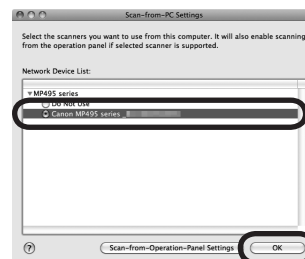 Scan-from-PC Settings
Select the scanners you want to use from this computer. It will also enable scanning
from the operation panel if selected scanner is supported.
Network Device List:
MP495 series
Do Not Use
Canon MP495 series _
? Scan-from-Operation-Panel Settings OK